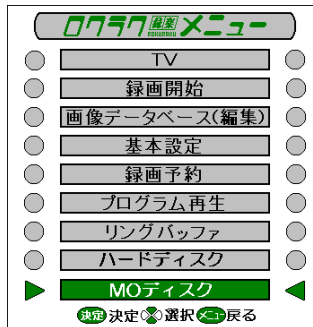 ロクラク 録楽 ROKURAKU メニュー
TV
録画開始
画像データベース(編集)
基本設定
録画予約
プログラム再生
リングバッファ
ハードディスク
MOディスク
決定 決定 選択 メニュー 戻る